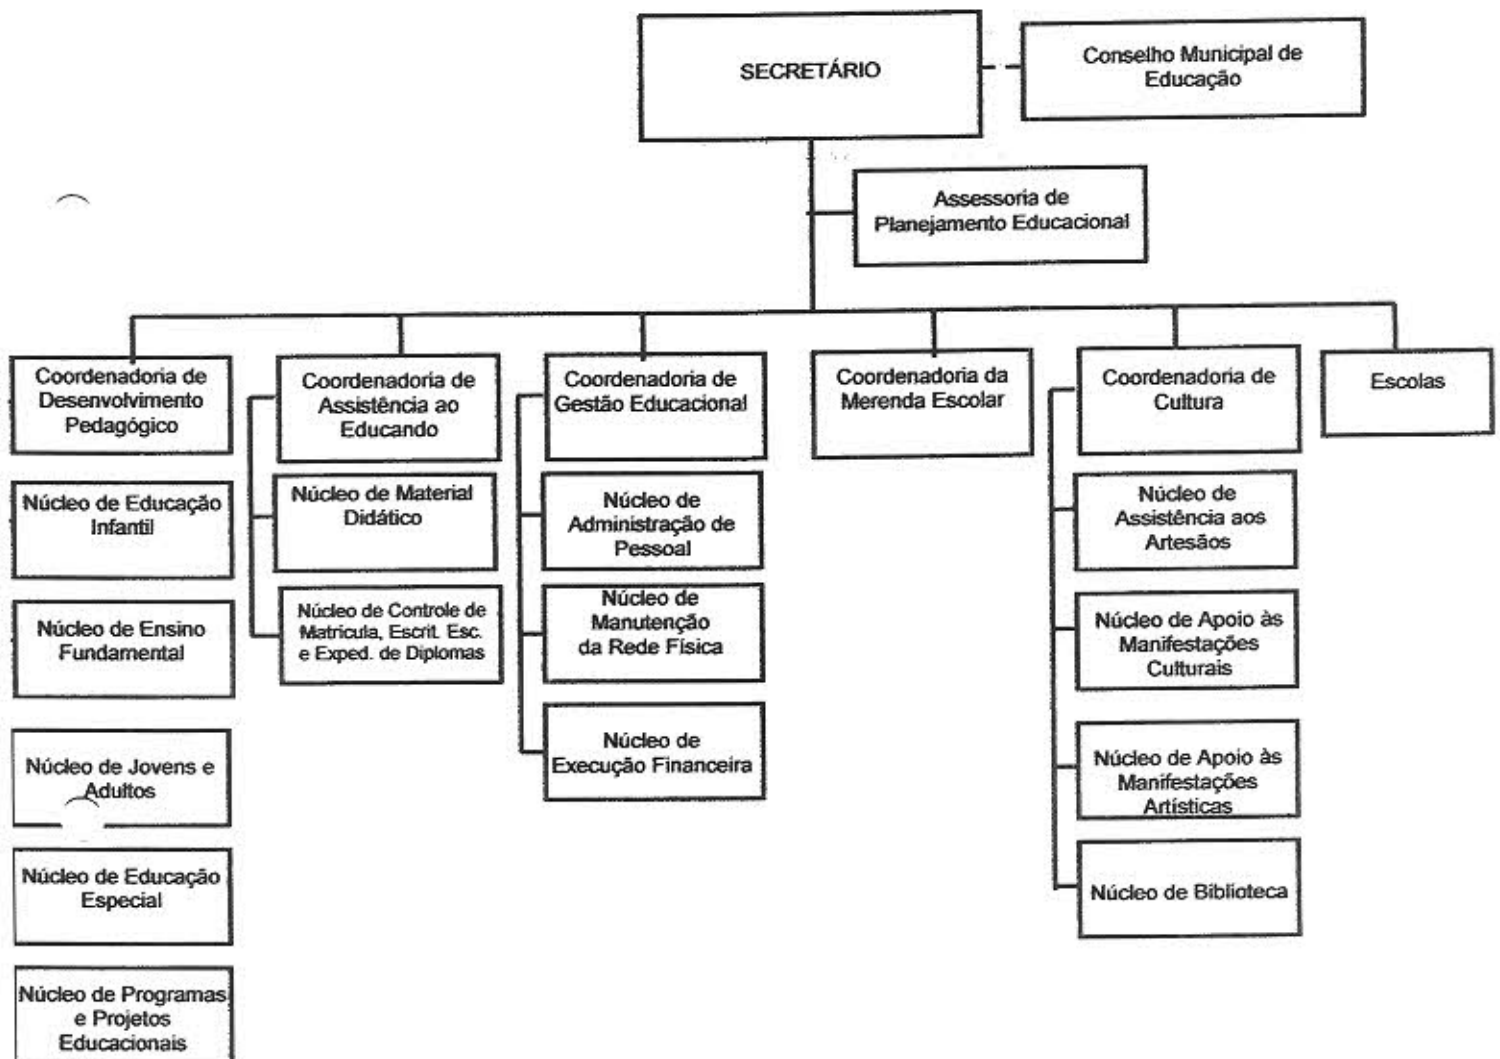 SECRETÁRIO
Conselho Municipal de
Educação
Assessoria de
Planejamento Educacional
Coordenadoria de
Desenvolvimento
Pedagógico
Núcleo de Educação
Infantil
Núcleo de Ensino
Fundamental
Núcleo de Jovens e
Adultos
Núcleo de Educação
Especial
Núcleo de Programas
e Projetos
Educacionais
Coordenadoria de
Assistência ao
Educando
Núcleo de Material
Didático
Núcleo de Controle de
Matricula, Escrit. Esc.
e Exped. de Diplomas
Coordenadoria de
Gestão Educacional
Núcleo de
Administração de
Pessoal
Núcleo de
Manutenção
da Rede Física
Núcleo de
Execução Financeira
Coordenadoria da
Merenda Escolar
Coordenadoria de
Cultura
Núcleo de
Assistência aos
Artesãos
Núcleo de Apoio às
Manifestações
Culturais
Núcleo de Apoio às
Manifestações
Artísticas
Núcleo de Biblioteca
Escolas